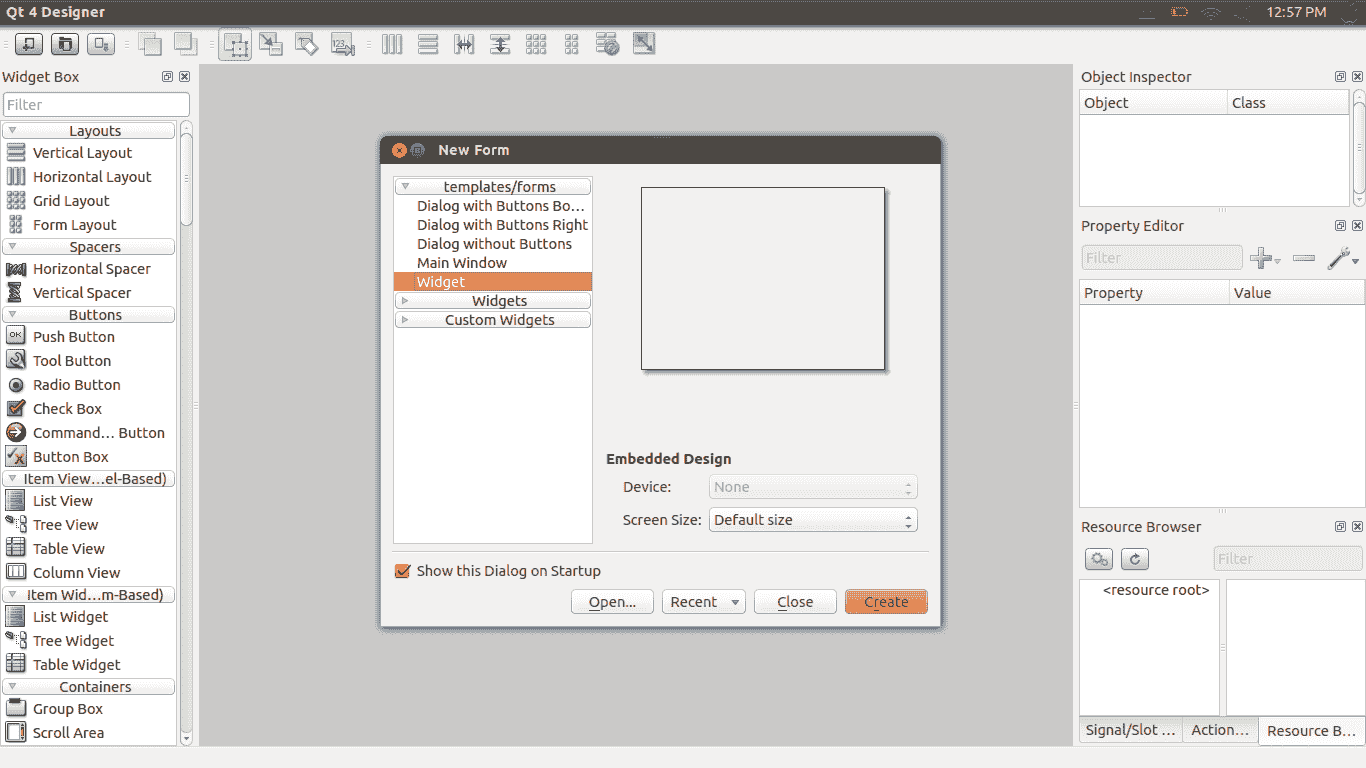 Qt 4 Designer
12:57 PM
Widget Box
Filter
Layouts
Vertical Layout
Horizontal Layout
Grid Layout
Form Layout
Spacers
Horizontal Spacer
Vertical Spacer
Buttons
OK
Push Button
Tool Button
Radio Button
Check Box
Command... Button
Button Box
Item View...el-Based)
List View
Tree View
Table View
Column View
Item Wid...m-Based)
List Widget
Tree Widget
Table Widget
Containers
Group Box
Scroll Area
New Form
templates/forms
Dialog with Buttons Bo...
Dialog with Buttons Right
Dialog without Buttons
Main Window
Widget
Widgets
Custom Widgets
Embedded Design
Device: None
Screen Size: Default size
Show this Dialog on Startup
Open... Recent Close Create
Object Inspector
Object Class
Property Editor
Filter
Property Value
Resource Browser
Filter
<resource root>
Signal/Slot ... Action... Resource B...